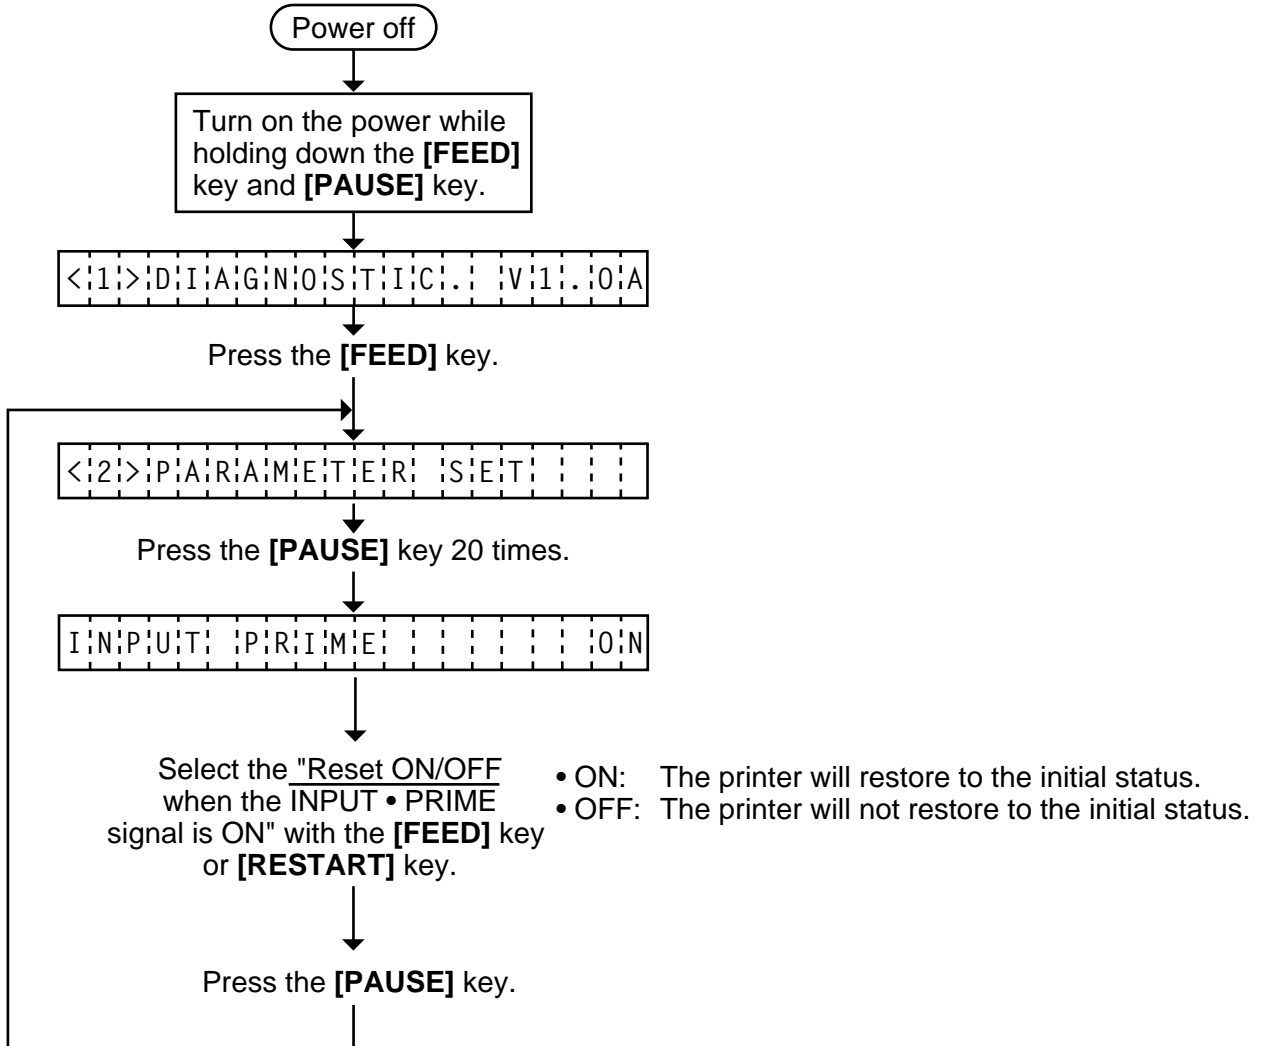 Power off
Turn on the power while
holding down the [FEED]
key and [PAUSE] key.
<1>DIAGNOSTIC. V1.0A
Press the [FEED] key.
<2>PARAMETER SET
Press the [PAUSE] key 20 times.
INPUT PRIME ON
Select the "Reset ON/OFF
when the INPUT • PRIME
signal is ON" with the [FEED] key
or [RESTART] key.
• ON: The printer will restore to the initial status.
• OFF: The printer will not restore to the initial status.
Press the [PAUSE] key.